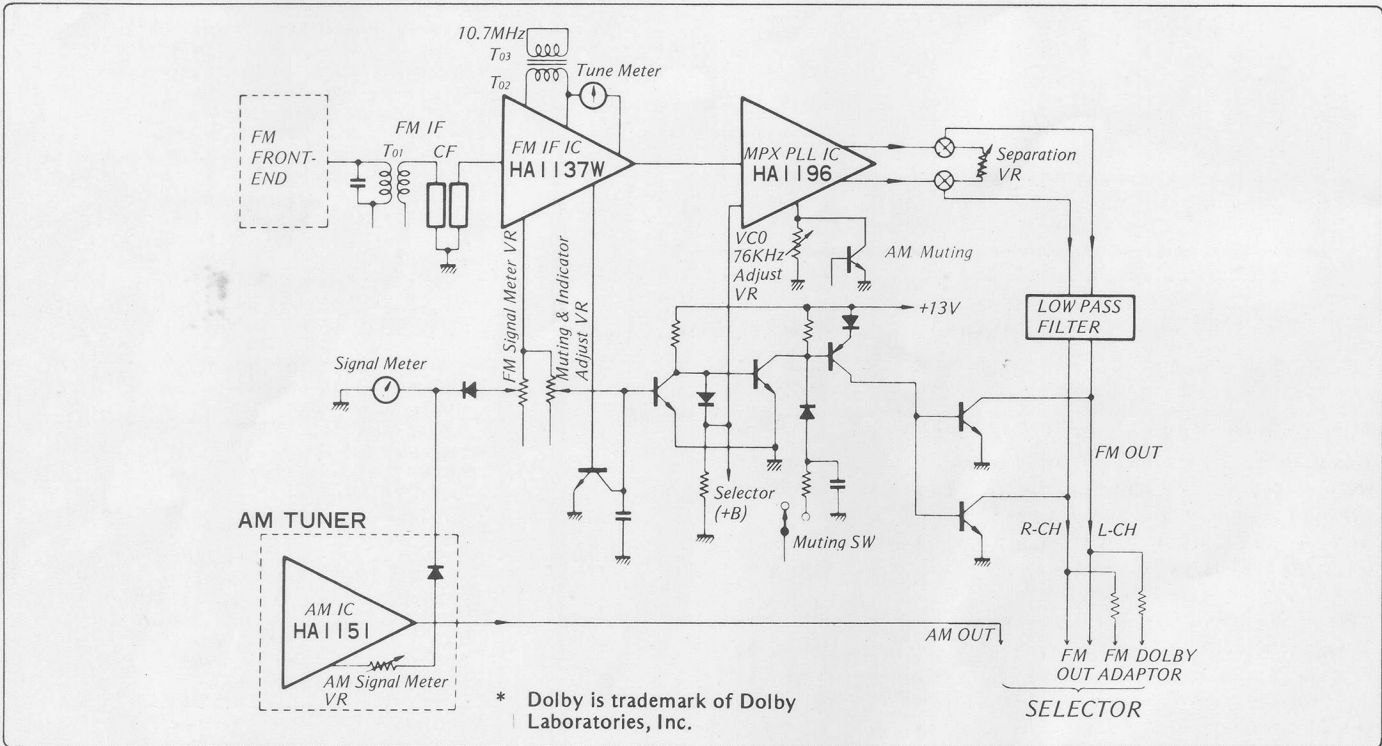 10.7MHz
T03
T02
Tune Meter
FM
FRONT-
END
FM IF
T01
CF
FM IF IC
HA1137W
MPX PLL IC
HA1196
Separation
VR
VC0
76KHz
Adjust
VR
AM Muting
FM Signal Meter VR
Muting & Indicator
Adjust VR
+13V
LOW PASS
FILTER
Signal Meter
FM OUT
Selector
(+B)
Muting SW
R-CH
L-CH
AM TUNER
AM IC
HA1151
AM Signal Meter
VR
AM OUT
FM
OUT
FM DOLBY
ADAPTOR
SELECTOR
* Dolby is trademark of Dolby
Laboratories, Inc.